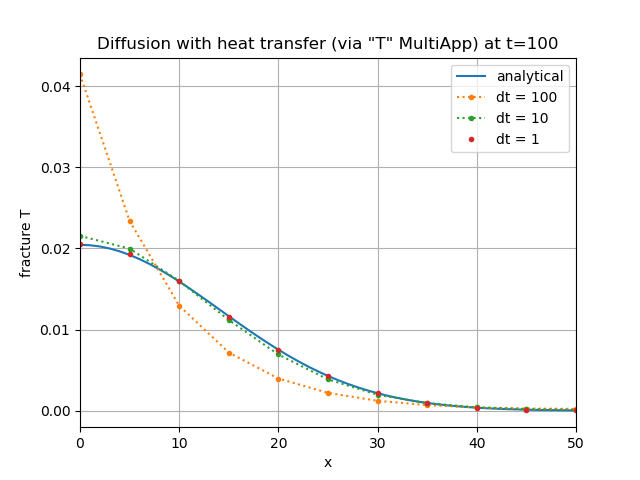 Diffusion with heat transfer (via "T" MultiApp) at t=100
analytical
dt = 100
dt = 10
dt = 1
fracture T
0.04
0.03
0.02
0.01
0.00
0 10 20 30 40 50
x